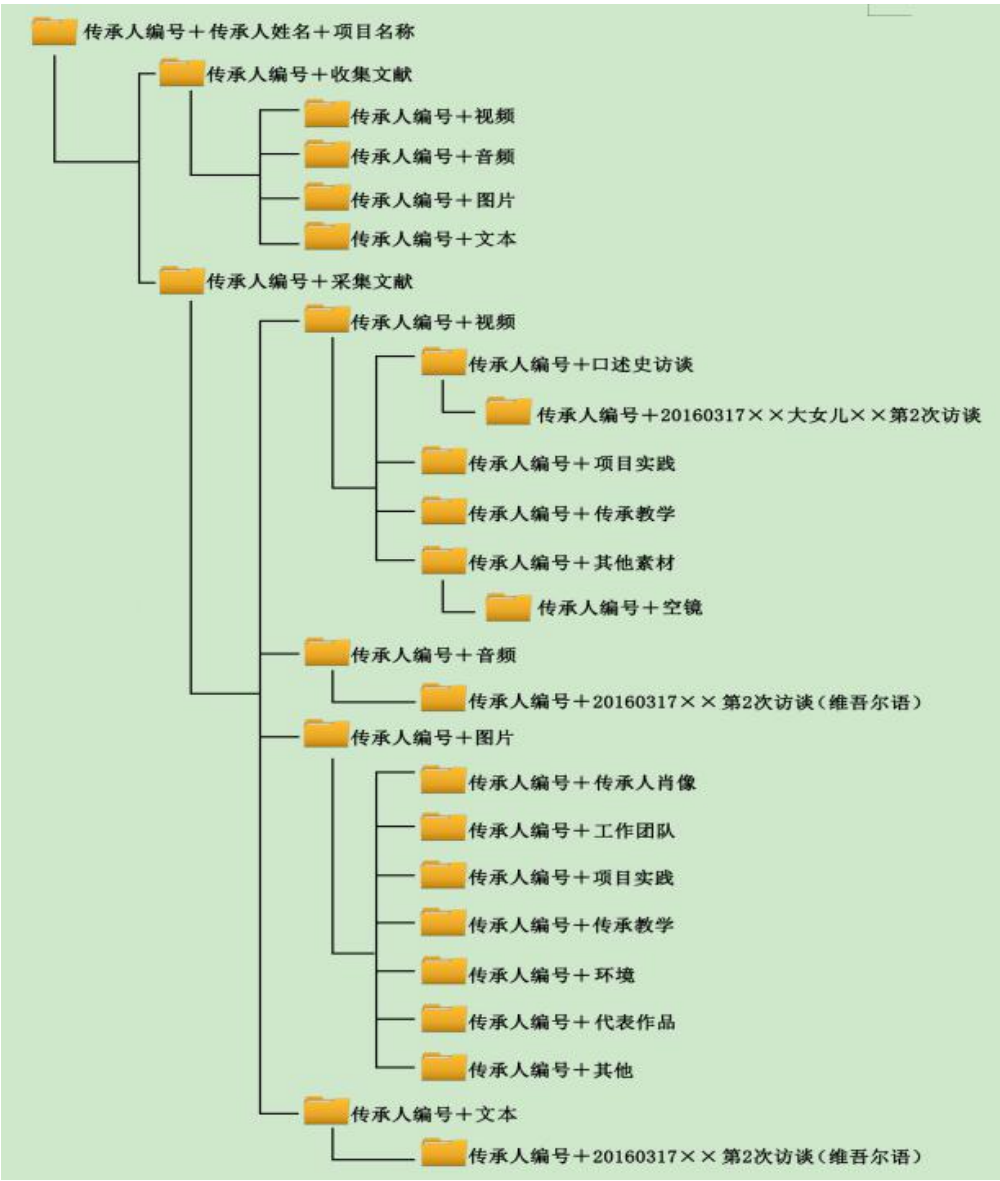 传承人编号＋传承人姓名＋项目名称
传承人编号＋收集文献
传承人编号＋视频
传承人编号＋音频
传承人编号＋图片
传承人编号＋文本
传承人编号＋采集文献
传承人编号＋视频
传承人编号＋口述史访谈
传承人编号＋20160317××大女儿××第2次访谈
传承人编号＋项目实践
传承人编号＋传承教学
传承人编号＋其他素材
传承人编号＋空镜
传承人编号＋音频
传承人编号＋20160317××第2次访谈（维吾尔语）
传承人编号＋图片
传承人编号＋传承人肖像
传承人编号＋工作团队
传承人编号＋项目实践
传承人编号＋传承教学
传承人编号＋环境
传承人编号＋代表作品
传承人编号＋其他
传承人编号＋文本
传承人编号＋20160317××第2次访谈（维吾尔语）